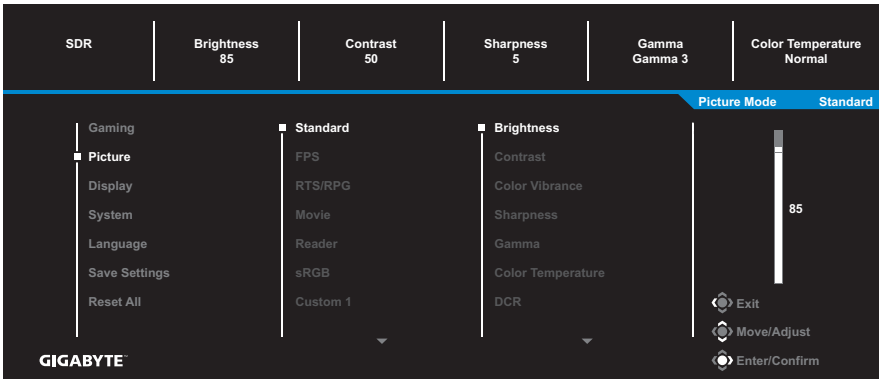 SDR
Brightness
85
Contrast
50
Sharpness
5
Gamma
Gamma 3
Color Temperature
Normal
Picture Mode Standard
Gaming
Picture
Display
System
Language
Save Settings
Reset All
Standard
FPS
RTS/RPG
Movie
Reader
sRGB
Custom 1
Brightness
Contrast
Color Vibrance
Sharpness
Gamma
Color Temperature
DCR
85
Exit
Move/Adjust
Enter/Confirm
GIGABYTE™